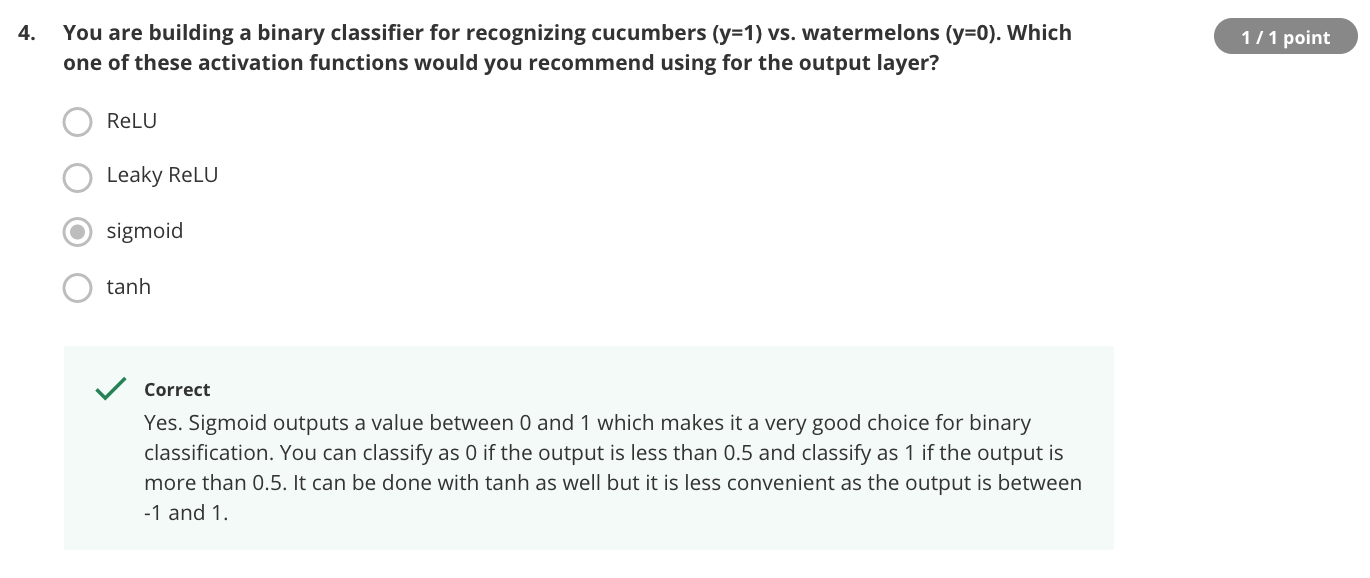 4. You are building a binary classifier for recognizing cucumbers (y=1) vs. watermelons (y=0). Which
one of these activation functions would you recommend using for the output layer?
1 / 1 point
ReLU
Leaky ReLU
sigmoid
tanh
Correct
Yes. Sigmoid outputs a value between 0 and 1 which makes it a very good choice for binary
classification. You can classify as 0 if the output is less than 0.5 and classify as 1 if the output is
more than 0.5. It can be done with tanh as well but it is less convenient as the output is between
-1 and 1.